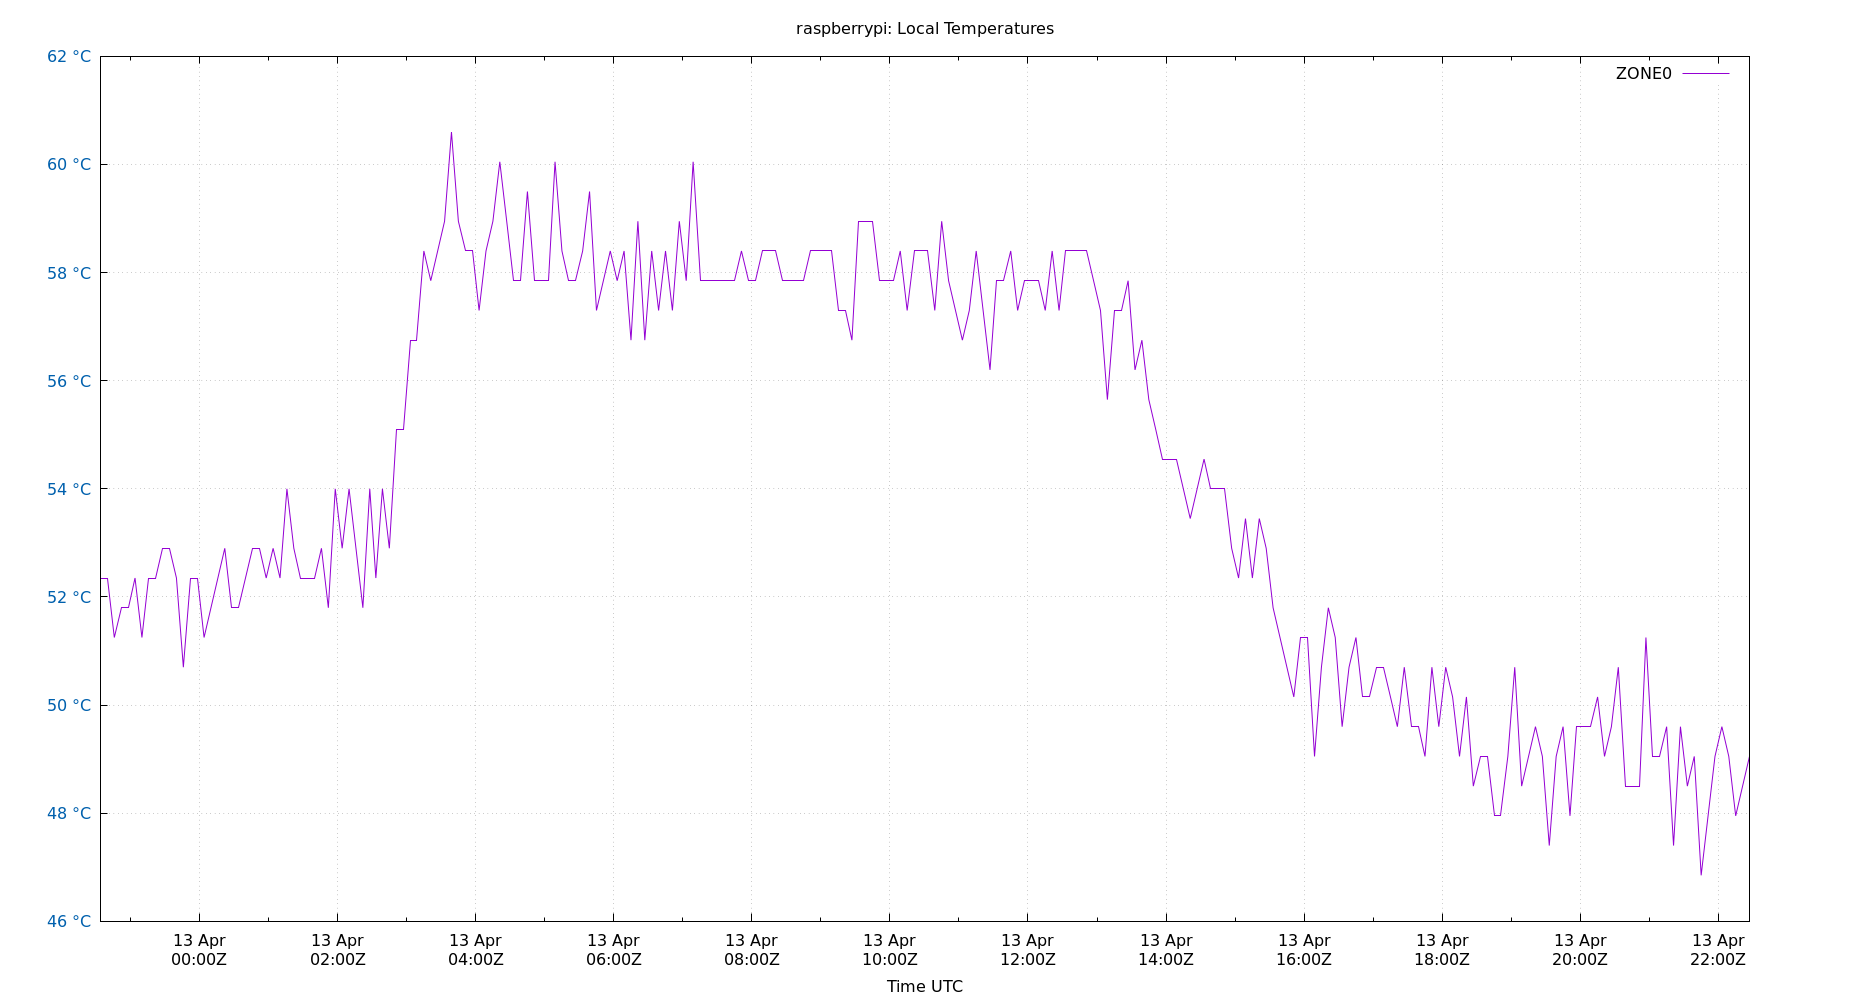 raspberrypi: Local Temperatures
62 °C
ZONE0
60 °C
58 °C
56 °C
54 °C
52 °C
50 °C
48 °C
46 °C
13 Apr 13 Apr 13 Apr 13 Apr 13 Apr 13 Apr 13 Apr 13 Apr 13 Apr 13 Apr 13 Apr 13 Apr
00:00Z 02:00Z 04:00Z 06:00Z 08:00Z 10:00Z 12:00Z 14:00Z 16:00Z 18:00Z 20:00Z 22:00Z
Time UTC